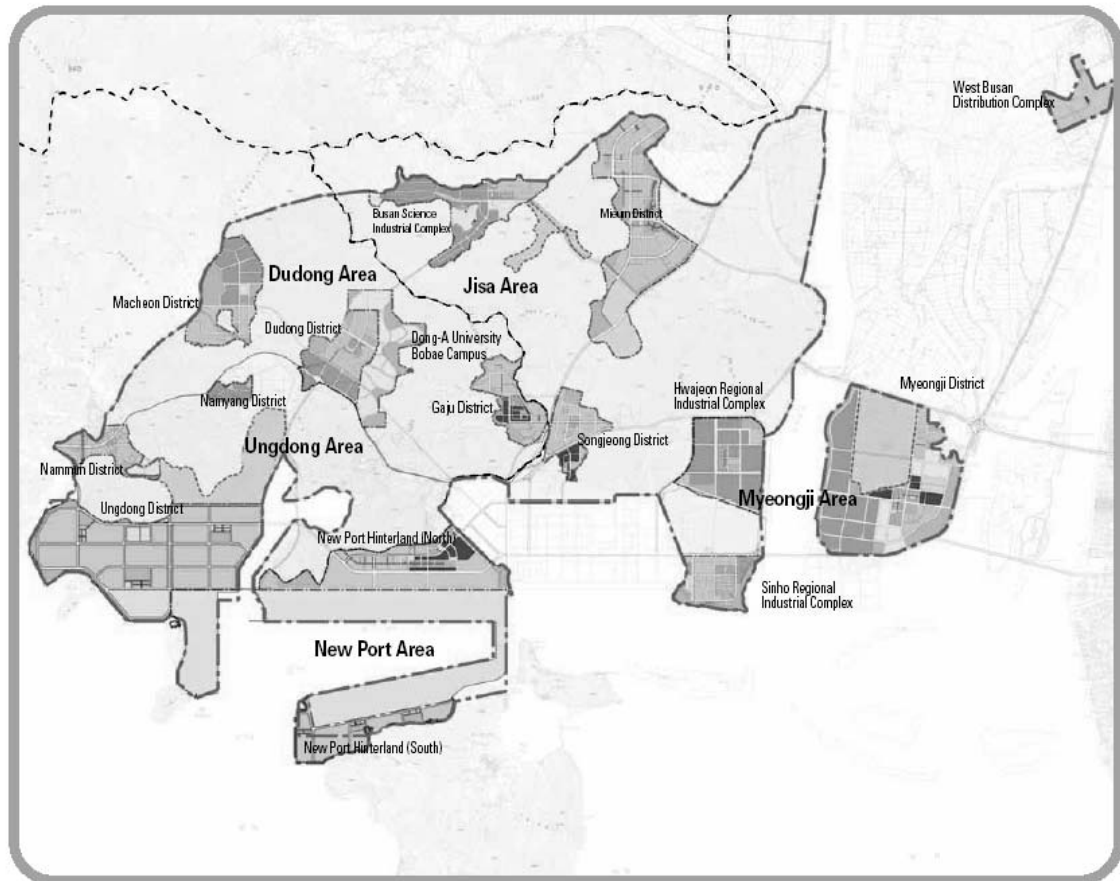 West Busan
Distribution Complex
Busan Science
Industrial Complex
Mieum District
Dudong Area
Jisa Area
Macheon District
Dudong District
Dong-A University
Bobae Campus
Namyang District
Gaju District
Hwajeon Regional
Industrial Complex
Myeongji District
Songjeong District
Ungdong Area
Nammun District
Ungdong District
Myeongji Area
New Port Hinterland (North)
Sinho Regional
Industrial Complex
New Port Area
New Port Hinterland (South)